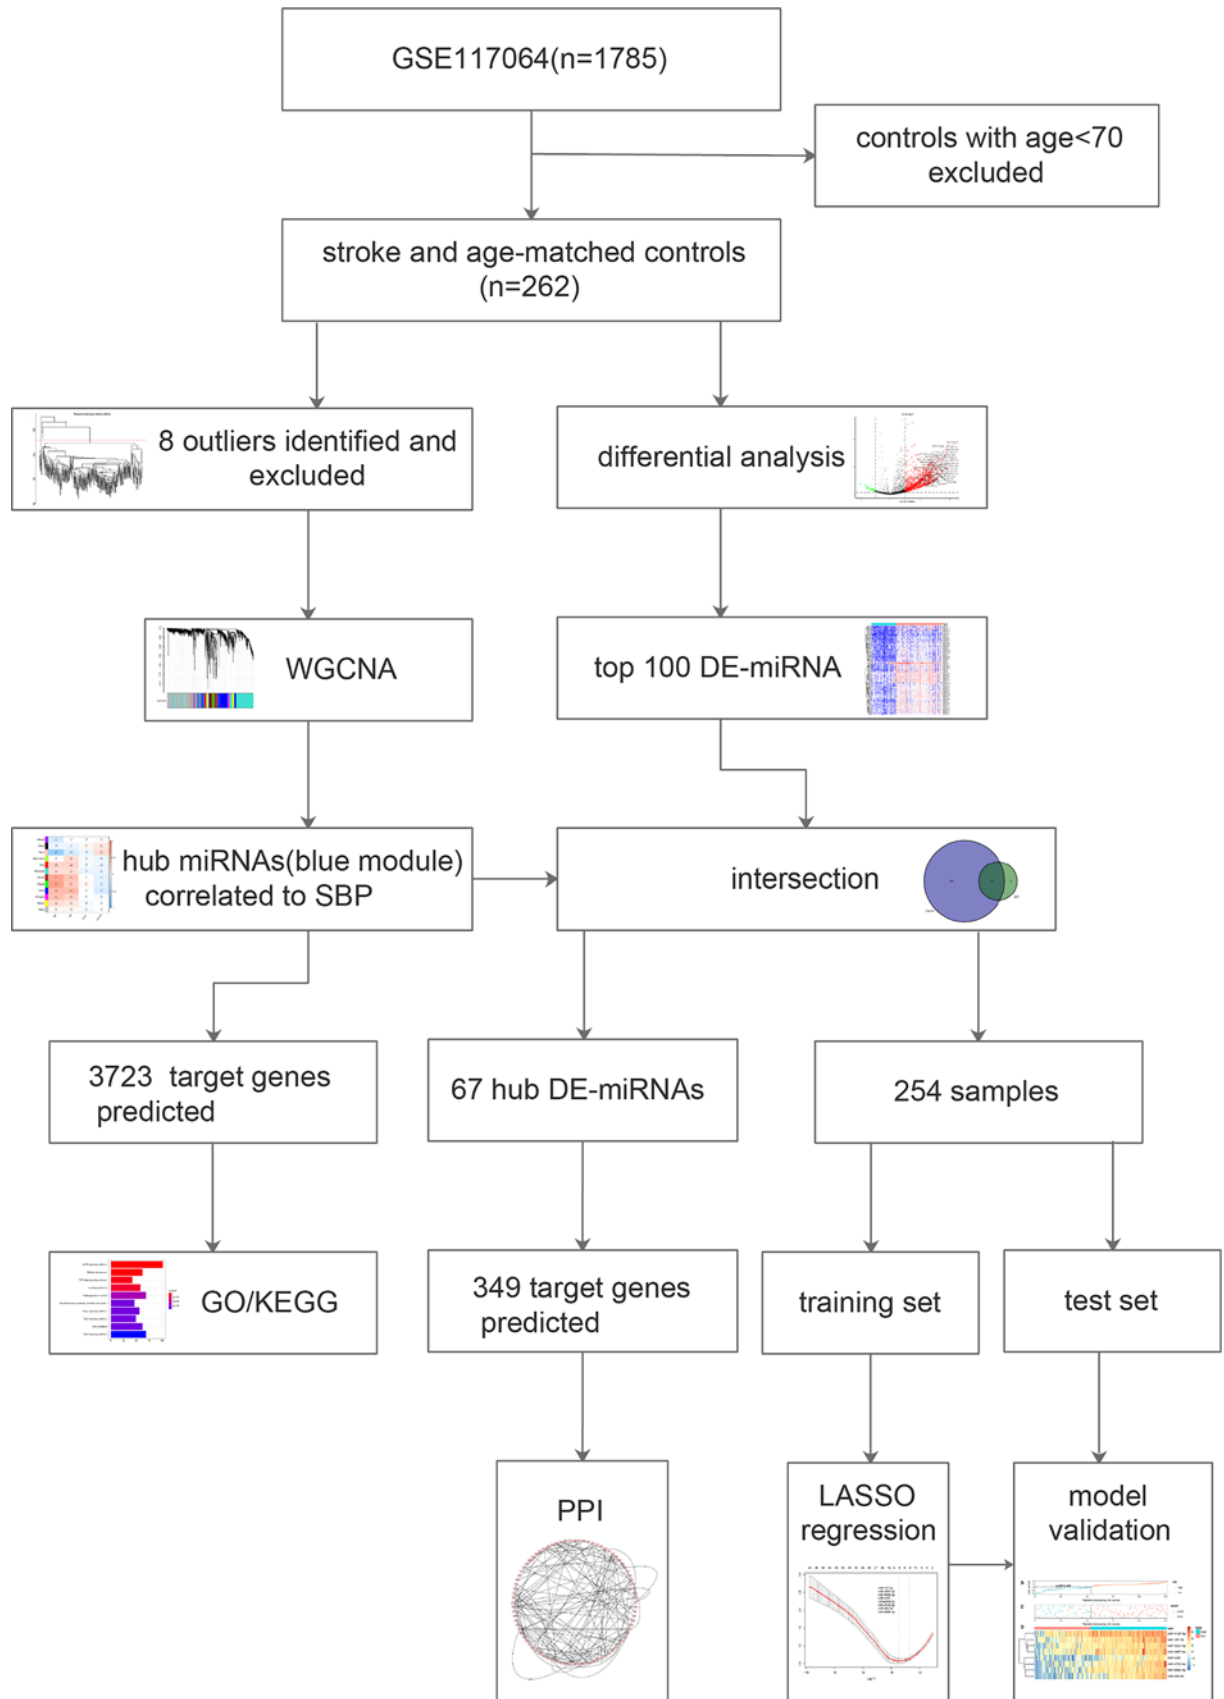 GSE117064(n=1785)
controls with age<70
excluded
stroke and age-matched controls
(n=262)
8 outliers identified and
excluded
differential analysis
WGCNA
top 100 DE-miRNA
hub miRNAs(blue module)
correlated to SBP
intersection
3723 target genes
predicted
67 hub DE-miRNAs
254 samples
GO/KEGG
349 target genes
predicted
training set
test set
PPI
LASSO
regression
model
validation